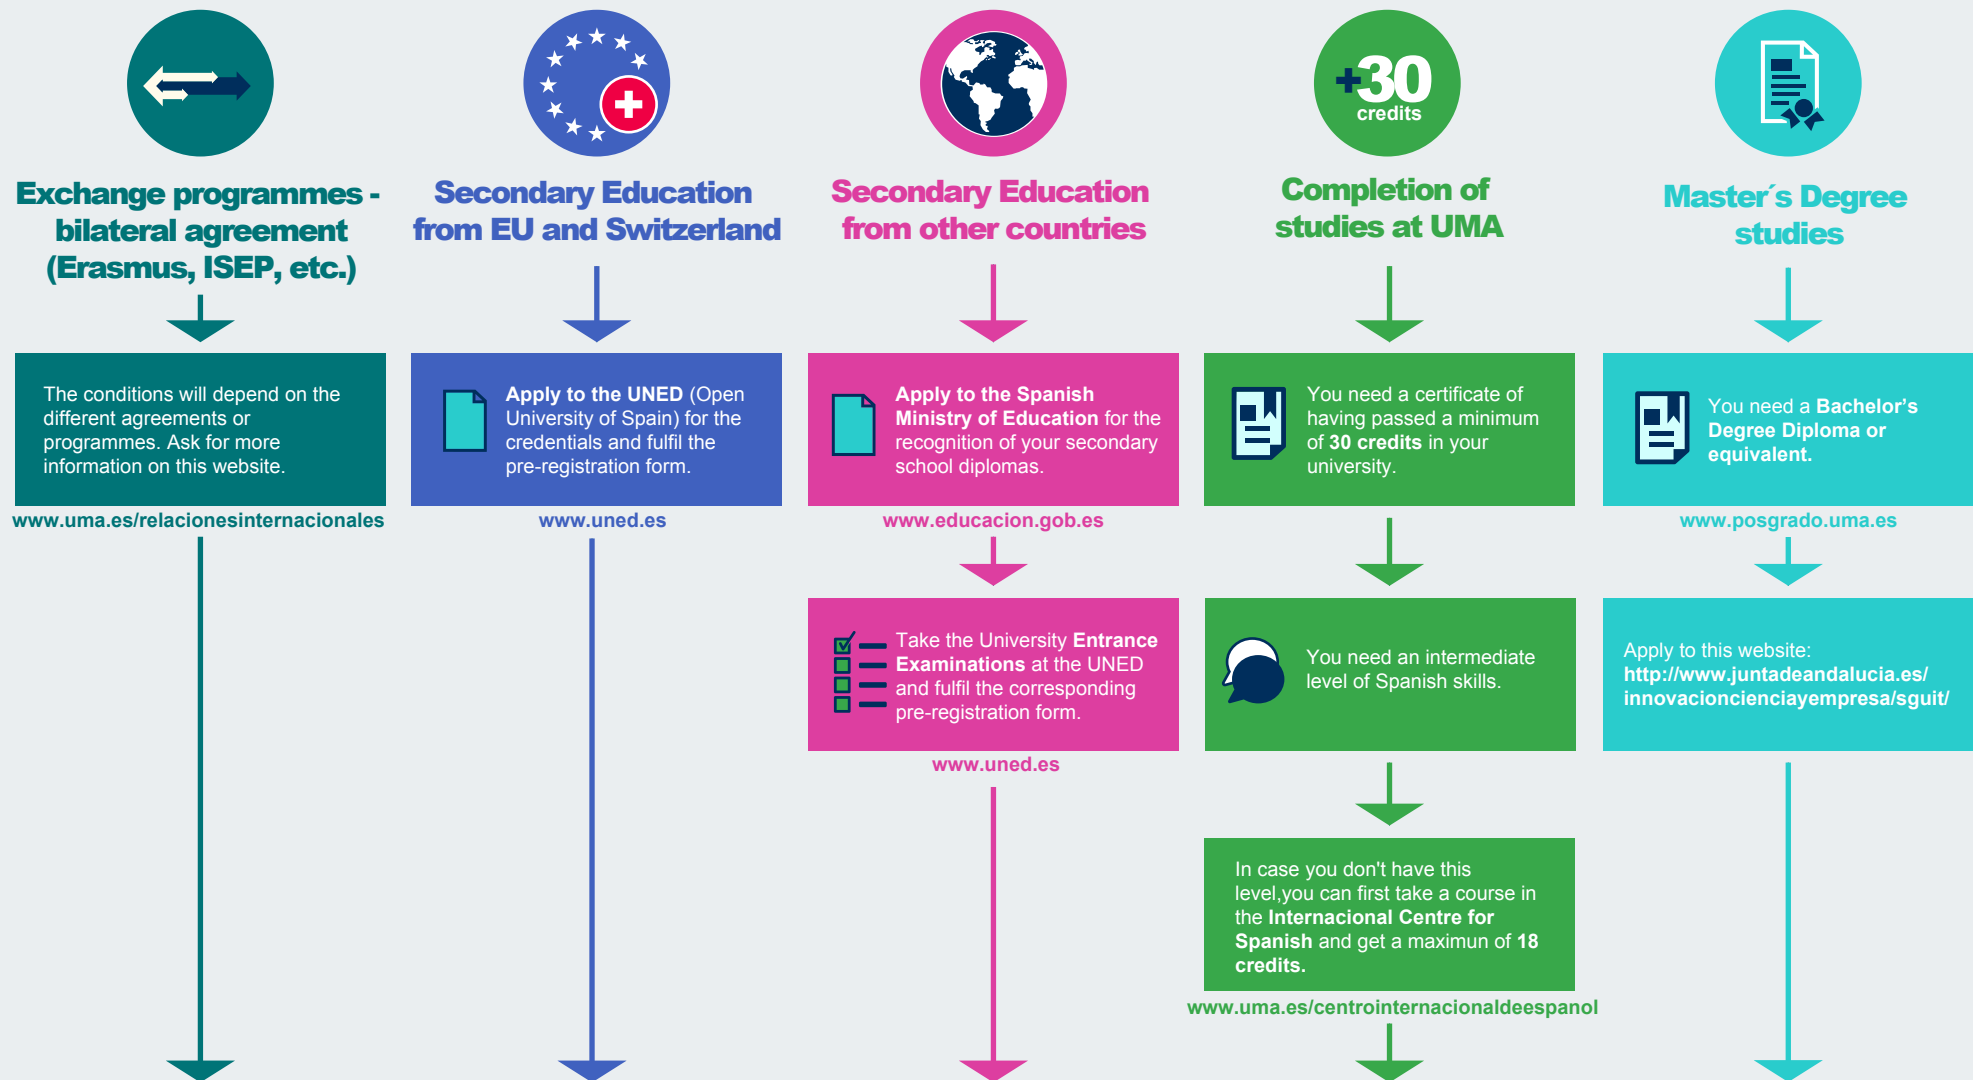 Exchange programmes -
bilateral agreement
(Erasmus, ISEP, etc.)
The conditions will depend on the
different agreements or
programmes. Ask for more
information on this website.
www.uma.es/relacionesinternacionales
Secondary Education
from EU and Switzerland
Apply to the UNED (Open
University of Spain) for the
credentials and fulfil the
pre-registration form.
www.uned.es
Secondary Education
from other countries
Apply to the Spanish
Ministry of Education for the
recognition of your secondary
school diplomas.
www.educacion.gob.es
Take the University Entrance
Examinations at the UNED
and fulfil the corresponding
pre-registration form.
www.uned.es
+30
credits
Completion of
studies at UMA
You need a certificate of
having passed a minimum
of 30 credits in your
university.
You need an intermediate
level of Spanish skills.
In case you don't have this
level,you can first take a course in
the Internacional Centre for
Spanish and get a maximun of 18
credits.
www.uma.es/centrointernacionaldeespanol
Master´s Degree
studies
You need a Bachelor’s
Degree Diploma or
equivalent.
www.posgrado.uma.es
Apply to this website:
http://www.juntadeandalucia.es/
innovacioncienciayempresa/sguit/